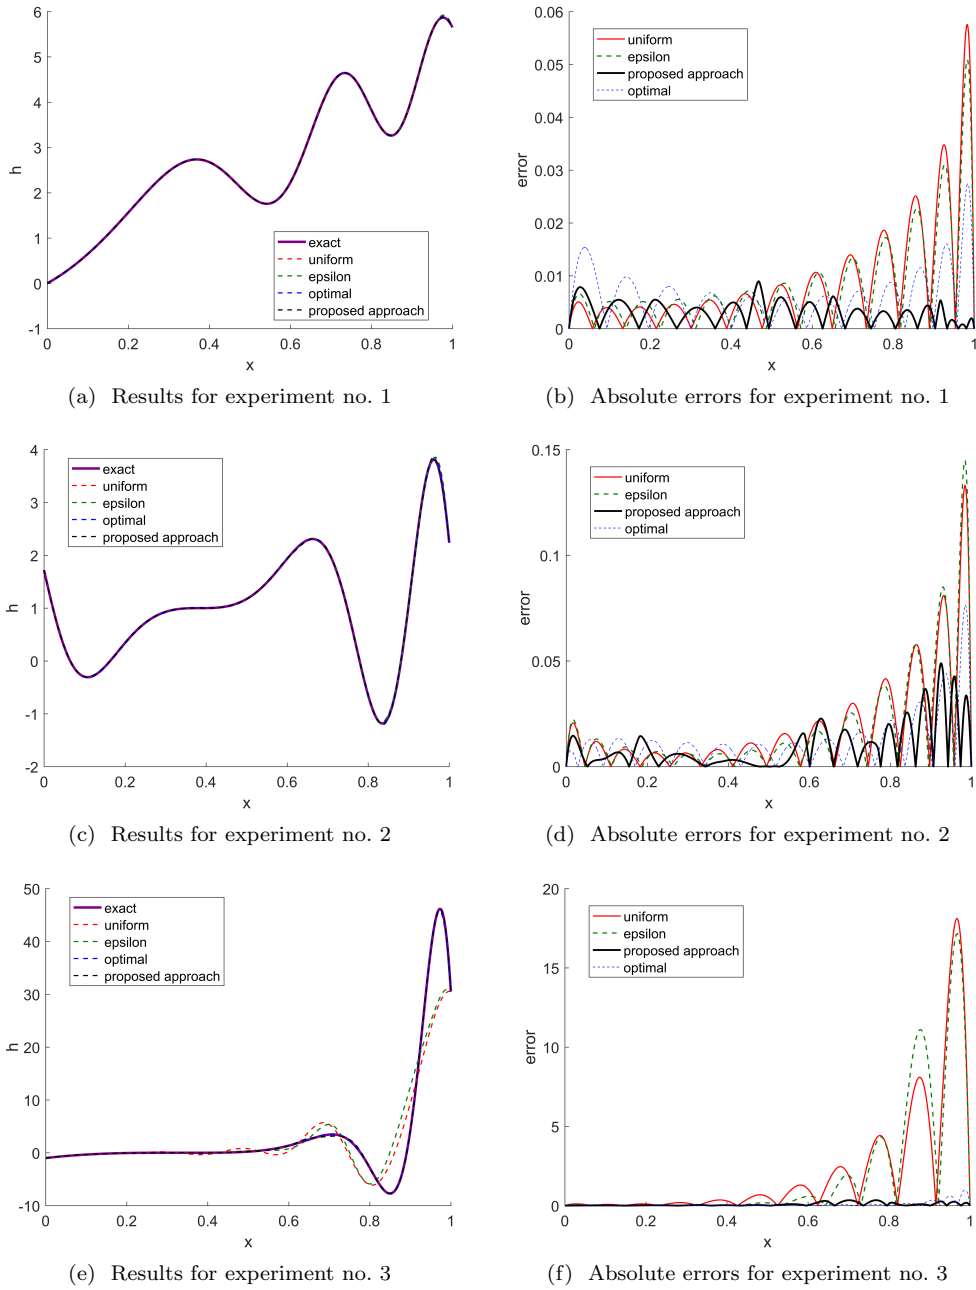 6
5
4
3
2
1
0
-1
h
0
0.2
0.4
0.6
0.8
1
x
exact
uniform
epsilon
optimal
proposed approach
(a) Results for experiment no. 1
0.06
0.05
0.04
0.03
0.02
0.01
0
error
0
0.2
0.4
0.6
0.8
1
x
uniform
epsilon
proposed approach
optimal
(b) Absolute errors for experiment no. 1
4
3
2
1
0
-1
-2
h
0
0.2
0.4
0.6
0.8
1
x
exact
uniform
epsilon
optimal
proposed approach
(c) Results for experiment no. 2
0.15
0.1
0.05
0
error
0
0.2
0.4
0.6
0.8
1
x
uniform
epsilon
proposed approach
optimal
(d) Absolute errors for experiment no. 2
50
40
30
20
10
0
-10
h
0
0.2
0.4
0.6
0.8
1
x
exact
uniform
epsilon
optimal
proposed approach
(e) Results for experiment no. 3
20
15
10
5
0
error
0
0.2
0.4
0.6
0.8
1
x
uniform
epsilon
proposed approach
optimal
(f) Absolute errors for experiment no. 3